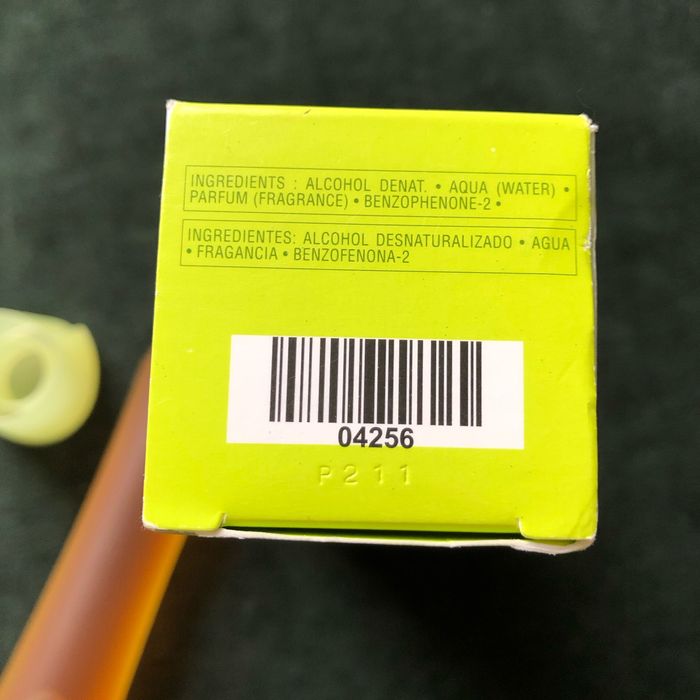 INGREDIENTS : ALCOHOL DENAT. • AQUA (WATER) •
PARFUM (FRAGRANCE) • BENZOPHENONE-2 •
INGREDIENTES: ALCOHOL DESNATURALIZADO • AGUA
• FRAGANCIA • BENZOFENONA-2
04256
P211